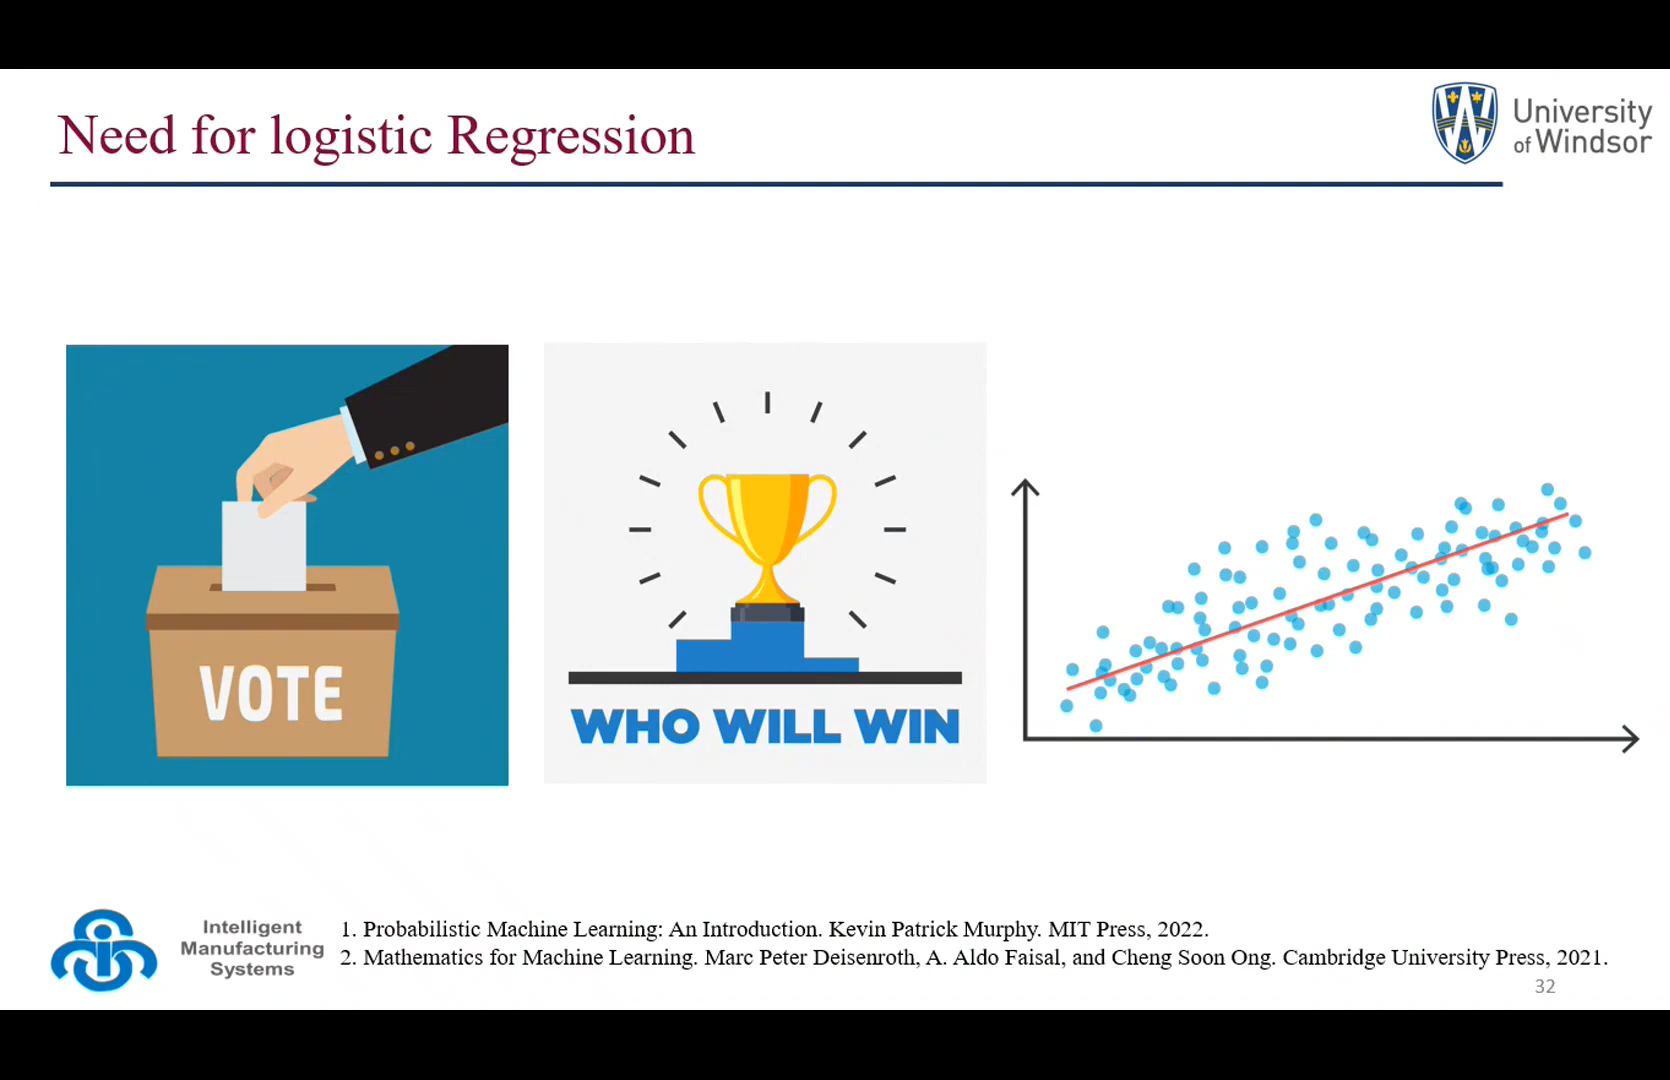 Need for logistic Regression
University
of Windsor
VOTE
WHO WILL WIN
Intelligent
Manufacturing
Systems
1. Probabilistic Machine Learning: An Introduction. Kevin Patrick Murphy. MIT Press, 2022.
2. Mathematics for Machine Learning. Marc Peter Deisenroth, A. Aldo Faisal, and Cheng Soon Ong. Cambridge University Press, 2021.
32